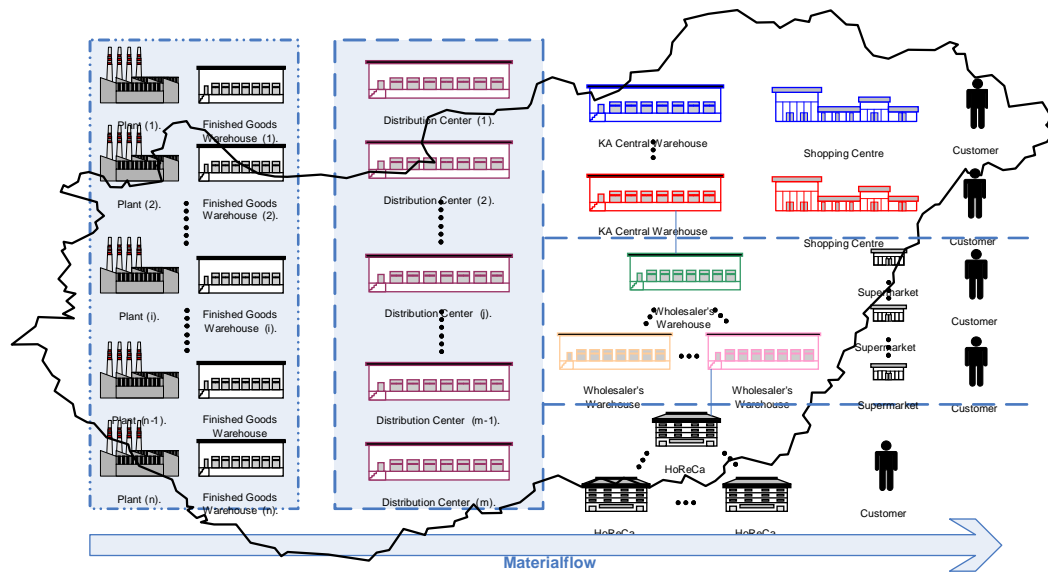 Plant (1).
Finished Goods
Warehouse (1).
Distribution Center (1).
KA Central Warehouse
Shopping Centre
Customer
Plant (2).
Finished Goods
Warehouse (2).
Distribution Center (2).
KA Central Warehouse
Shopping Centre
Customer
Plant (i).
Finished Goods
Warehouse (i).
Distribution Center (j).
Wholesaler's
Warehouse
Supermarket
Customer
Supermarket
Plant (n-1).
Finished Goods
Warehouse
Distribution Center (m-1).
Wholesaler's
Warehouse
Wholesaler's
Warehouse
Supermarket
Customer
HoReCa
Plant (n).
Finished Goods
Warehouse (n).
Distribution Center (m).
HoReCa
HoReCa
Customer
Materialflow